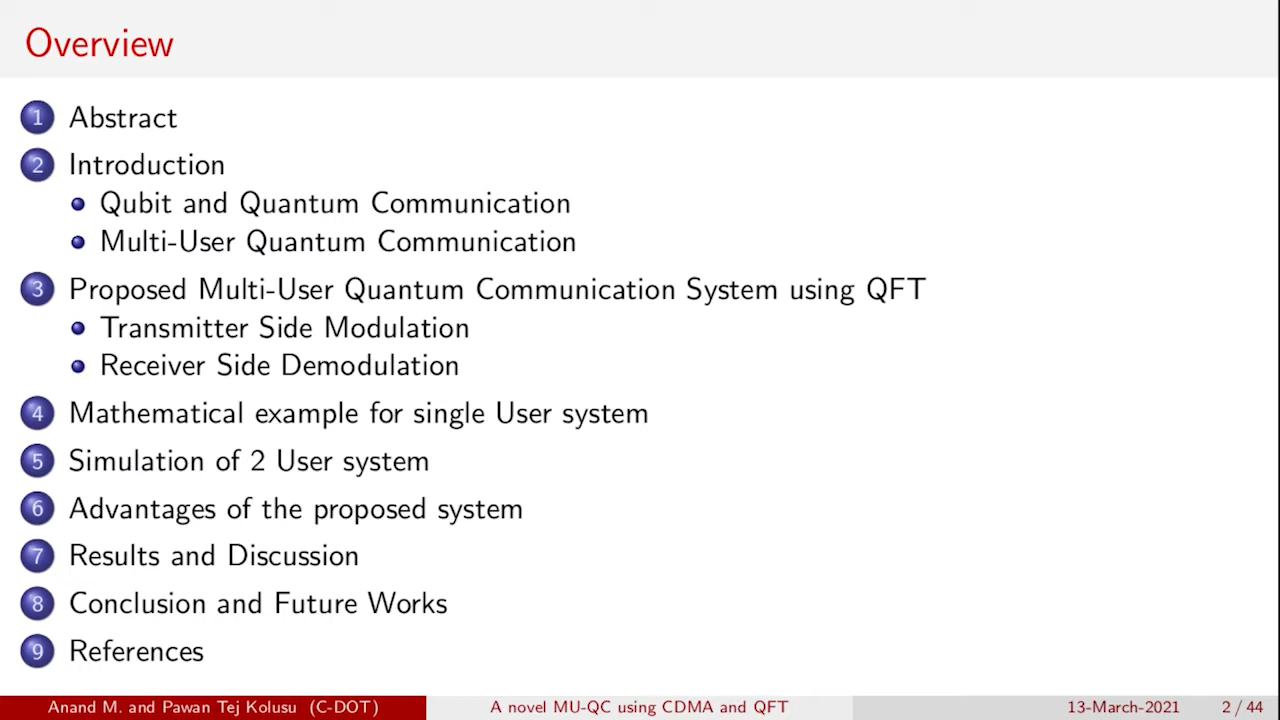 Overview
1 Abstract
2 Introduction
Qubit and Quantum Communication
Multi-User Quantum Communication
3 Proposed Multi-User Quantum Communication System using QFT
Transmitter Side Modulation
Receiver Side Demodulation
4 Mathematical example for single User system
5 Simulation of 2 User system
6 Advantages of the proposed system
7 Results and Discussion
8 Conclusion and Future Works
9 References
Anand M. and Pawan Tej Kolusu (C-DOT) A novel MU-QC using CDMA and QFT 13-March-2021 2 / 44